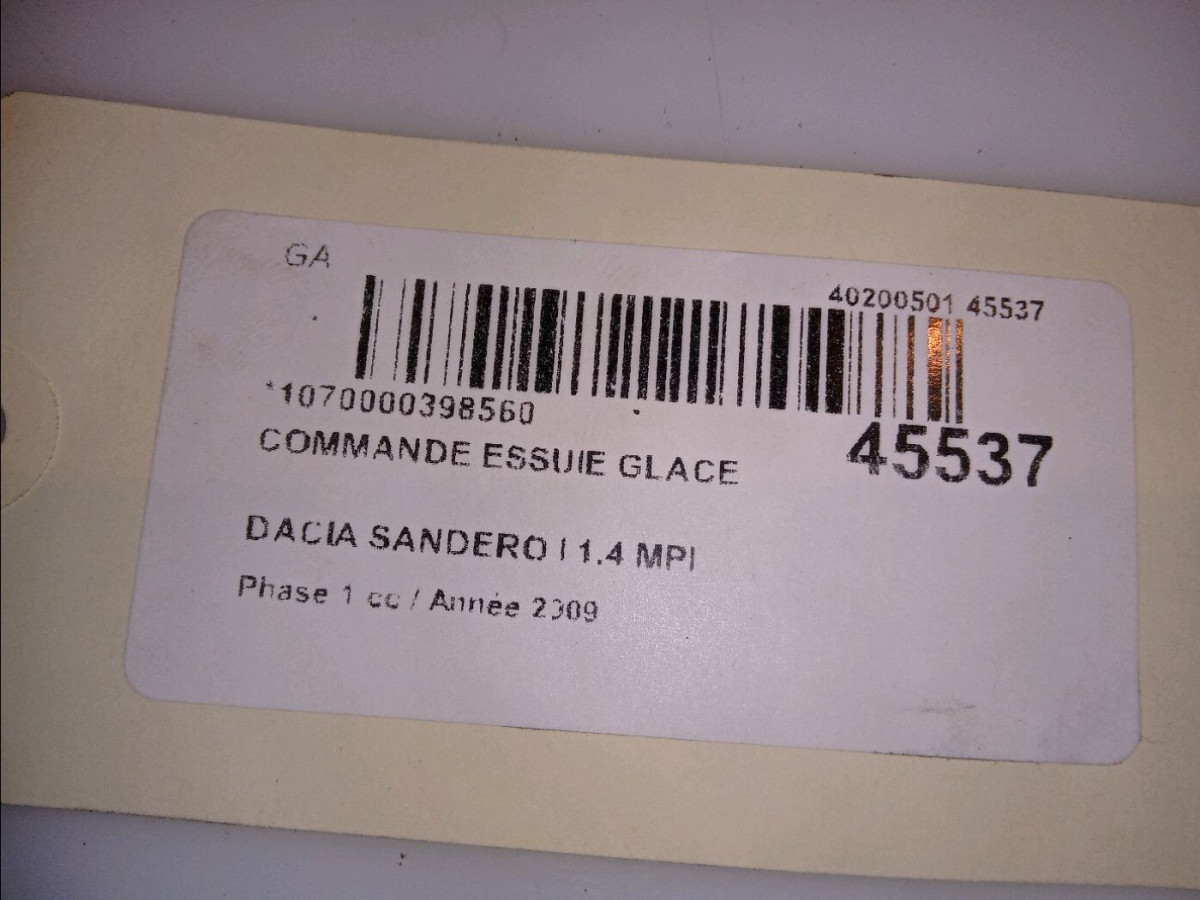 GA
40200501 45537
*1070000398560
45537
COMMANDE ESSUIE GLACE
DACIA SANDERO I 1.4 MPI
Phase 1 cc / Année 2009